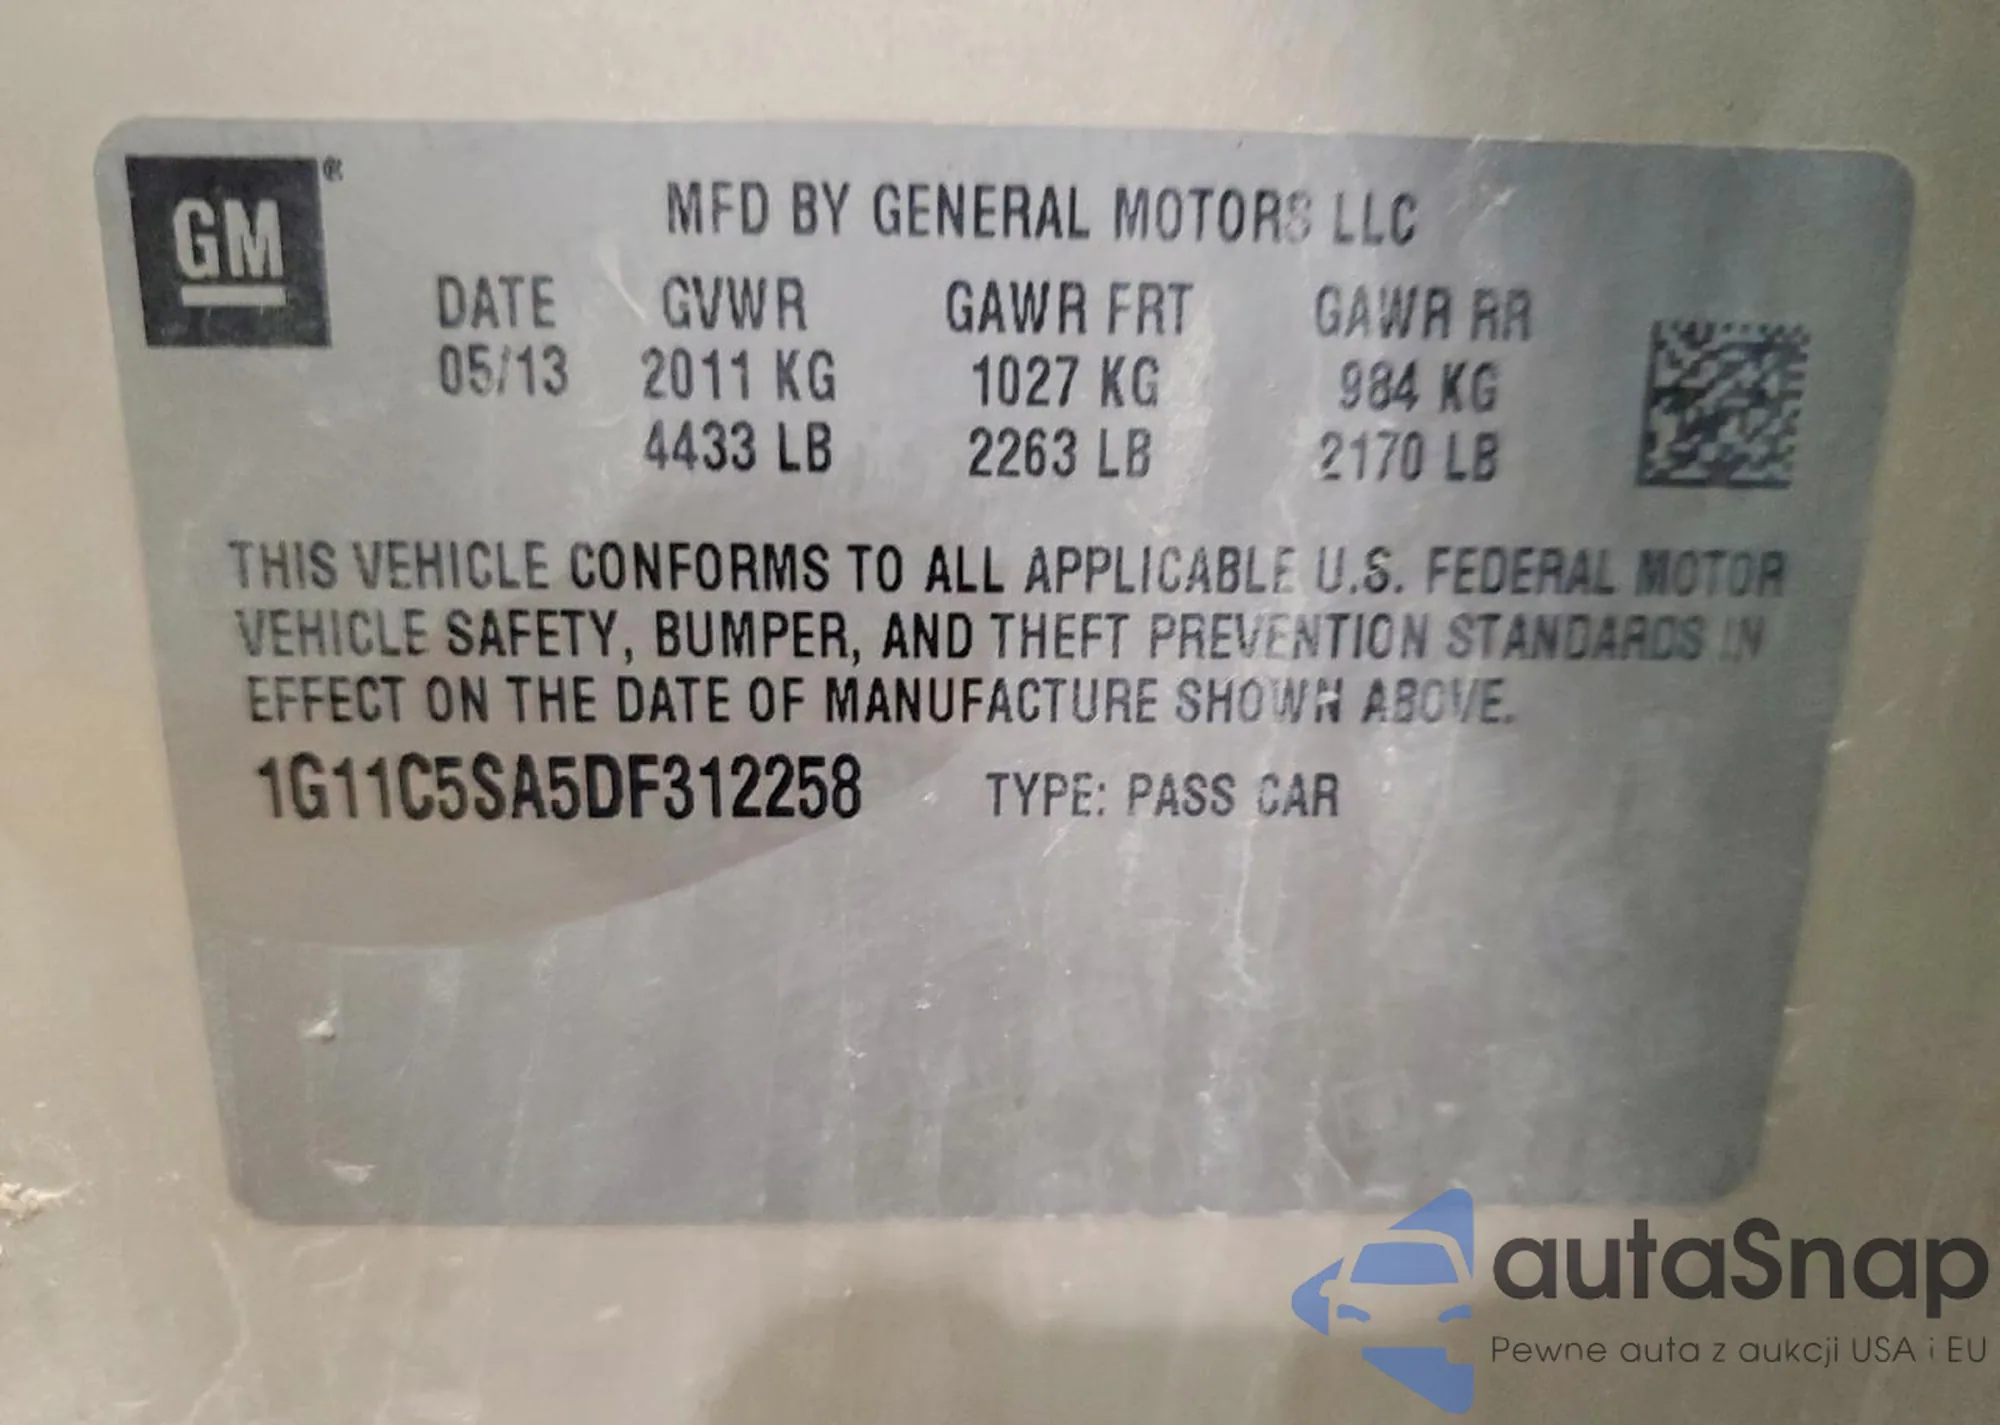 GM®
MFD BY GENERAL MOTORS LLC
DATE GVWR GAWR FRT GAWR RR
05/13 2011 KG 1027 KG 984 KG
4433 LB 2263 LB 2170 LB
THIS VEHICLE CONFORMS TO ALL APPLICABLE U.S. FEDERAL MOTOR
VEHICLE SAFETY, BUMPER, AND THEFT PREVENTION STANDARDS IN
EFFECT ON THE DATE OF MANUFACTURE SHOWN ABOVE.
1G11C5SA5DF312258 TYPE: PASS CAR
autaSnap
Pewne auta z aukcji USA i EU